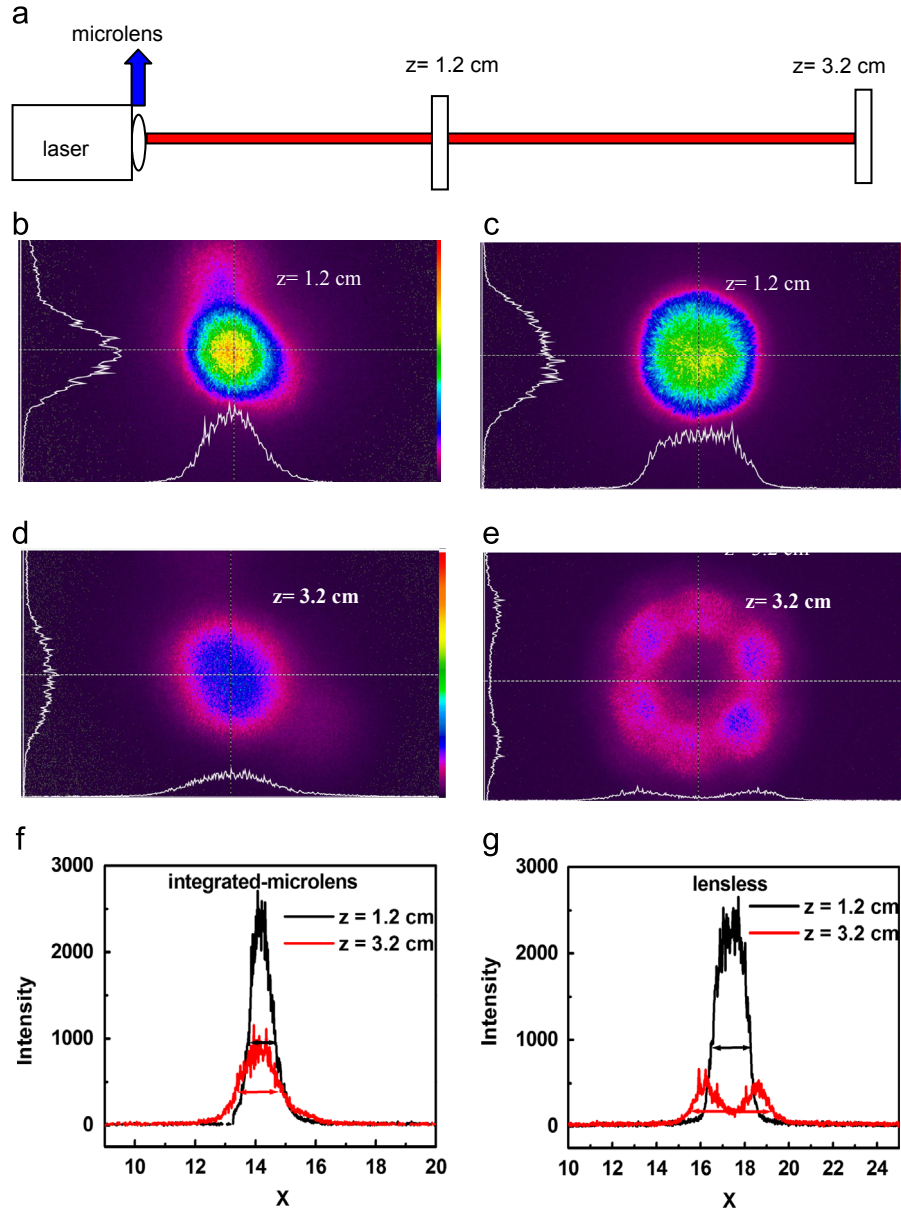 a
microlens
z= 1.2 cm
z= 3.2 cm
laser
b
c
z= 1.2 cm
z= 1.2 cm
d
e
z= 3.2 cm
z= 3.2 cm
f
g
3000
integrated-microlens
z = 1.2 cm
z = 3.2 cm
2000
1000
0
Intensity
10
12
14
16
18
20
X
3000
lensless
z = 1.2 cm
z = 3.2 cm
2000
1000
0
Intensity
10
12
14
16
18
20
22
24
X